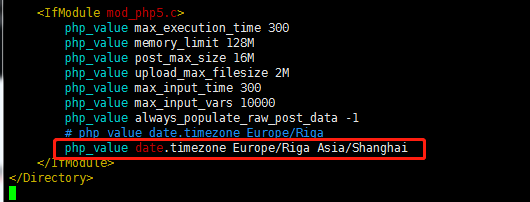 <IfModule mod_php5.c>
php_value max_execution_time 300
php_value memory_limit 128M
php_value post_max_size 16M
php_value upload_max_filesize 2M
php_value max_input_time 300
php_value max_input_vars 10000
php_value always_populate_raw_post_data -1
# php_value date.timezone Europe/Riga
php_value date.timezone Europe/Riga Asia/Shanghai
</IfModule>
</Directory>